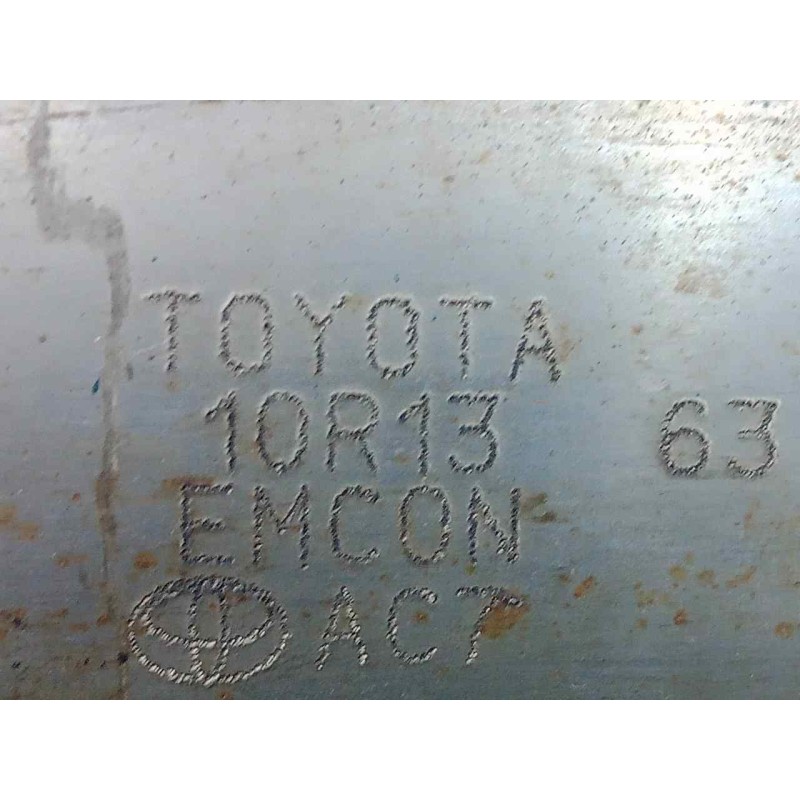 TOYOTA
10R13 63
EMCON
AC7